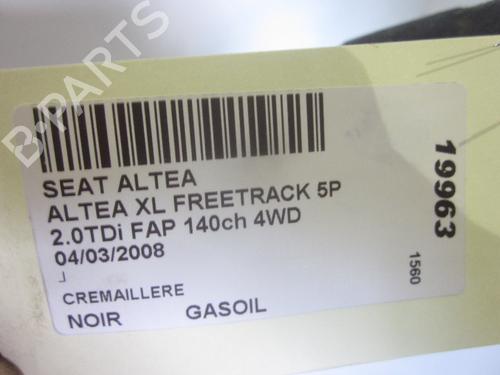 B-PARTS
SEAT ALTEA
ALTEA XL FREETRACK 5P
2.0TDi FAP 140ch 4WD
04/03/2008
CREMAILLERE
NOIR GASOIL
19963
1560